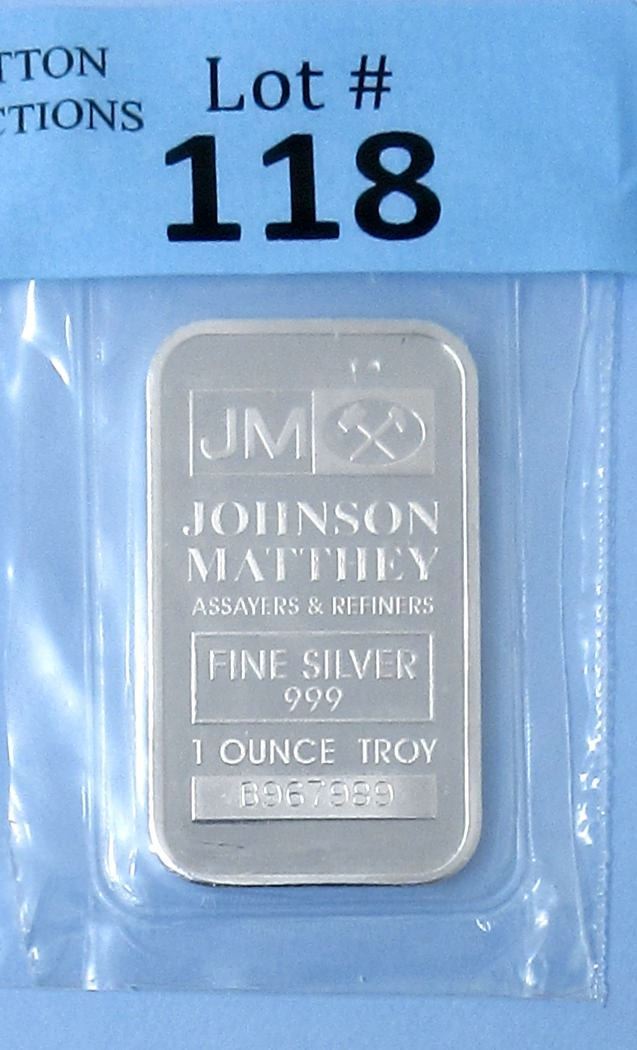 TTON
CTIONS
Lot #
118
JM
JOHNSON
MATTHEY
ASSAYERS & REFINERS
FINE SILVER
999
1 OUNCE TROY
B967989